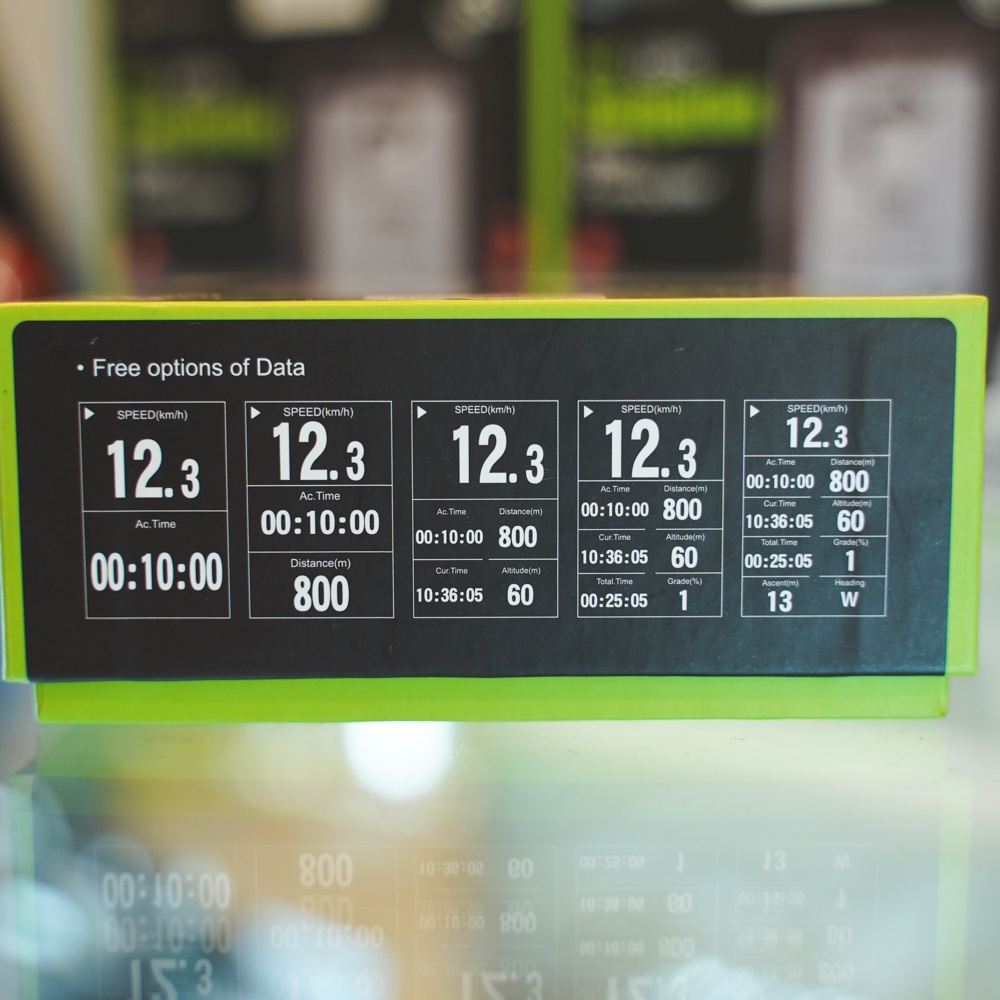 • Free options of Data
SPEED(km/h)
12.3
Ac.Time
00:10:00
SPEED(km/h)
12.3
Ac.Time
00:10:00
Distance(m)
800
SPEED(km/h)
12.3
Ac.Time Distance(m)
00:10:00 800
Cur.Time Altitude(m)
10:36:05 60
SPEED(km/h)
12.3
Ac.Time Distance(m)
00:10:00 800
Cur.Time Altitude(m)
10:36:05 60
Total.Time Grade(%)
00:25:05 1
SPEED(km/h)
12.3
Ac.Time Distance(m)
00:10:00 800
Cur.Time Altitude(m)
10:36:05 60
Total.Time Grade(%)
00:25:05 1
Ascent(m) Heading
13 W